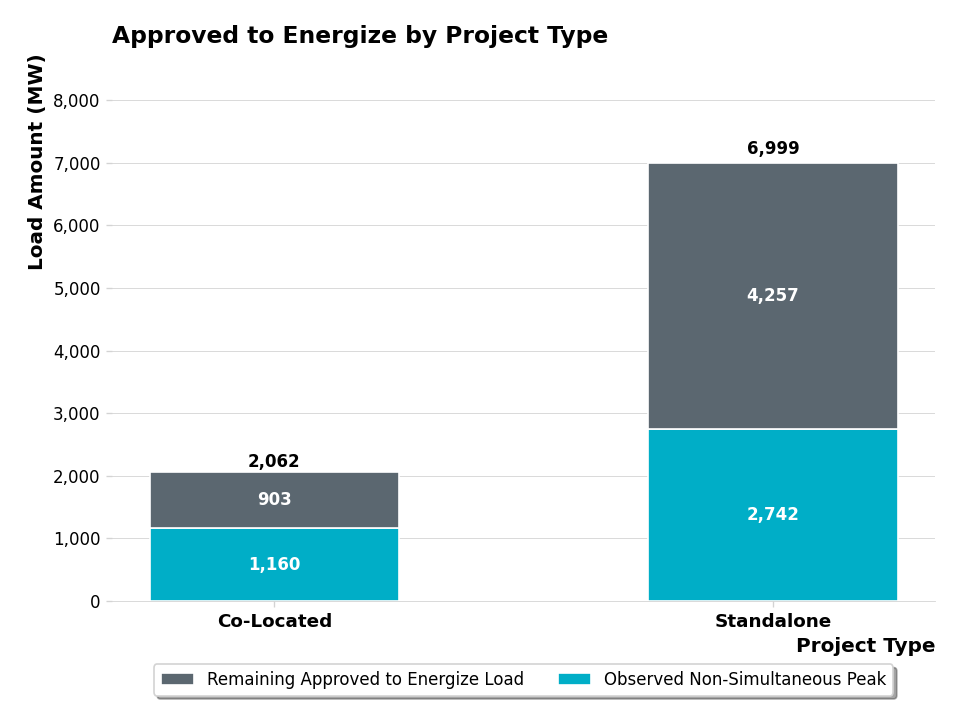 Approved to Energize by Project Type
Load Amount (MW)
8,000
7,000
6,000
5,000
4,000
3,000
2,000
1,000
0
2,062
903
1,160
6,999
4,257
2,742
Co-Located
Standalone
Project Type
Remaining Approved to Energize Load
Observed Non-Simultaneous Peak